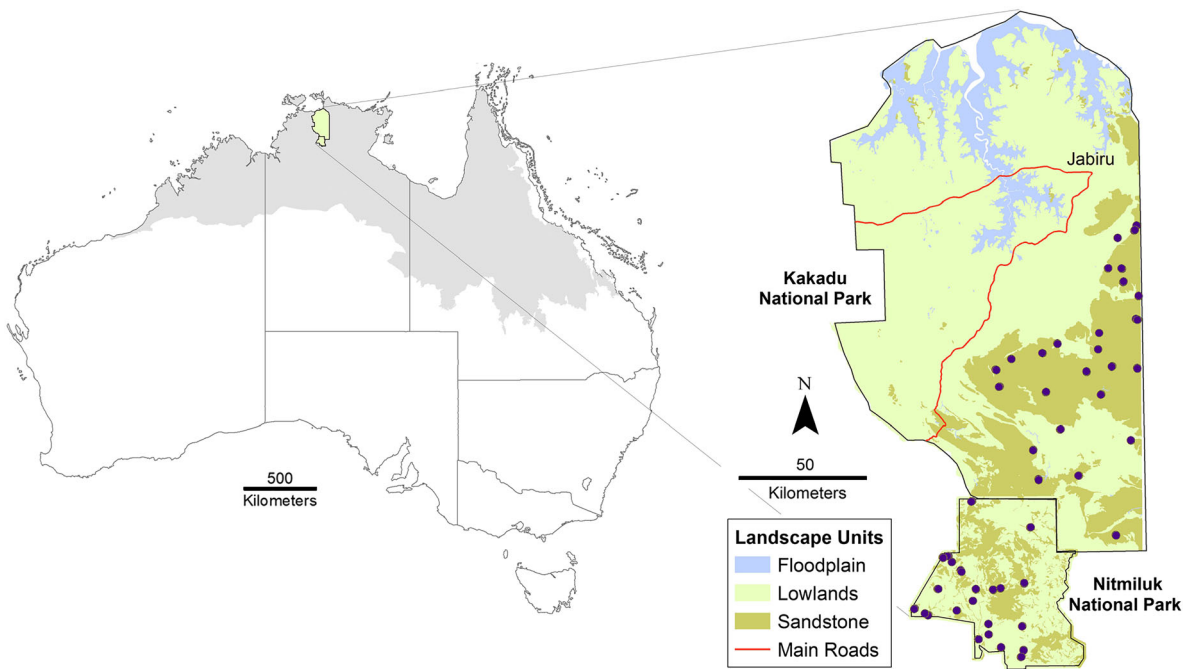 Jabiru
Kakadu
National Park
N
500
Kilometers
50
Kilometers
Landscape Units
Floodplain
Lowlands
Sandstone
Main Roads
Nitmiluk
National Park